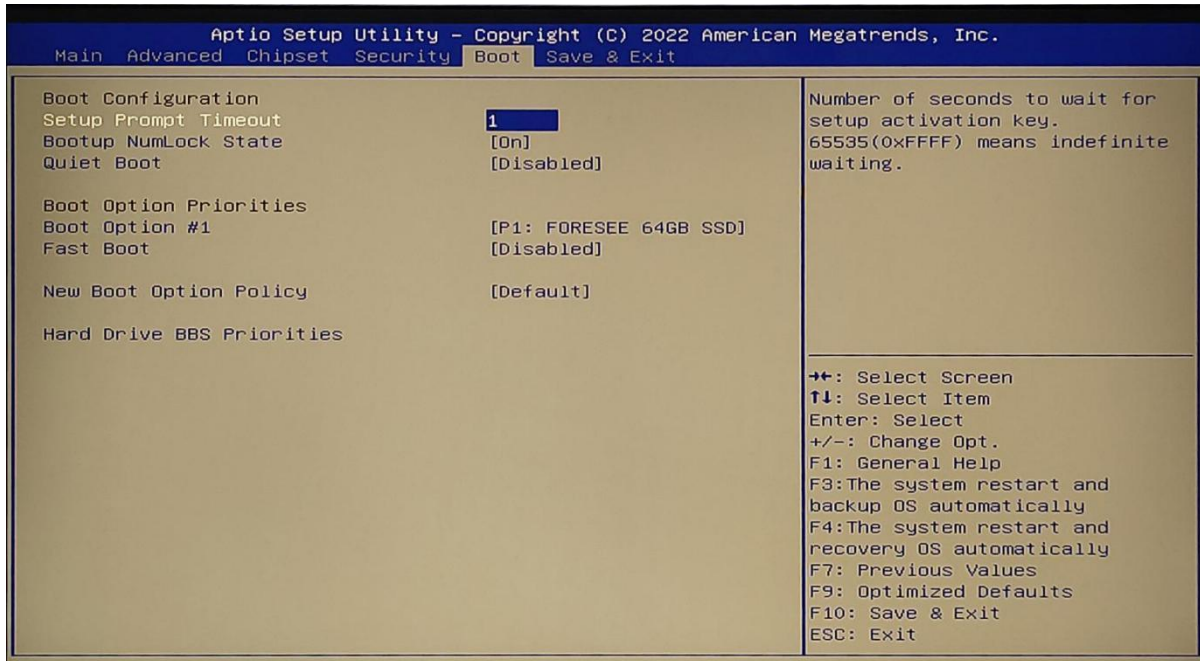 Aptio Setup Utility – Copyright (C) 2022 American Megatrends, Inc.
Main Advanced Chipset Security Boot Save & Exit
Boot Configuration
Setup Prompt Timeout 1
Bootup NumLock State [On]
Quiet Boot [Disabled]
Boot Option Priorities
Boot Option #1 [P1: FORESEE 64GB SSD]
Fast Boot [Disabled]
New Boot Option Policy [Default]
Hard Drive BBS Priorities
Number of seconds to wait for
setup activation key.
65535(0xFFFF) means indefinite
waiting.
→←: Select Screen
↑↓: Select Item
Enter: Select
+/-: Change Opt.
F1: General Help
F3:The system restart and
backup OS automatically
F4:The system restart and
recovery OS automatically
F7: Previous Values
F9: Optimized Defaults
F10: Save & Exit
ESC: Exit